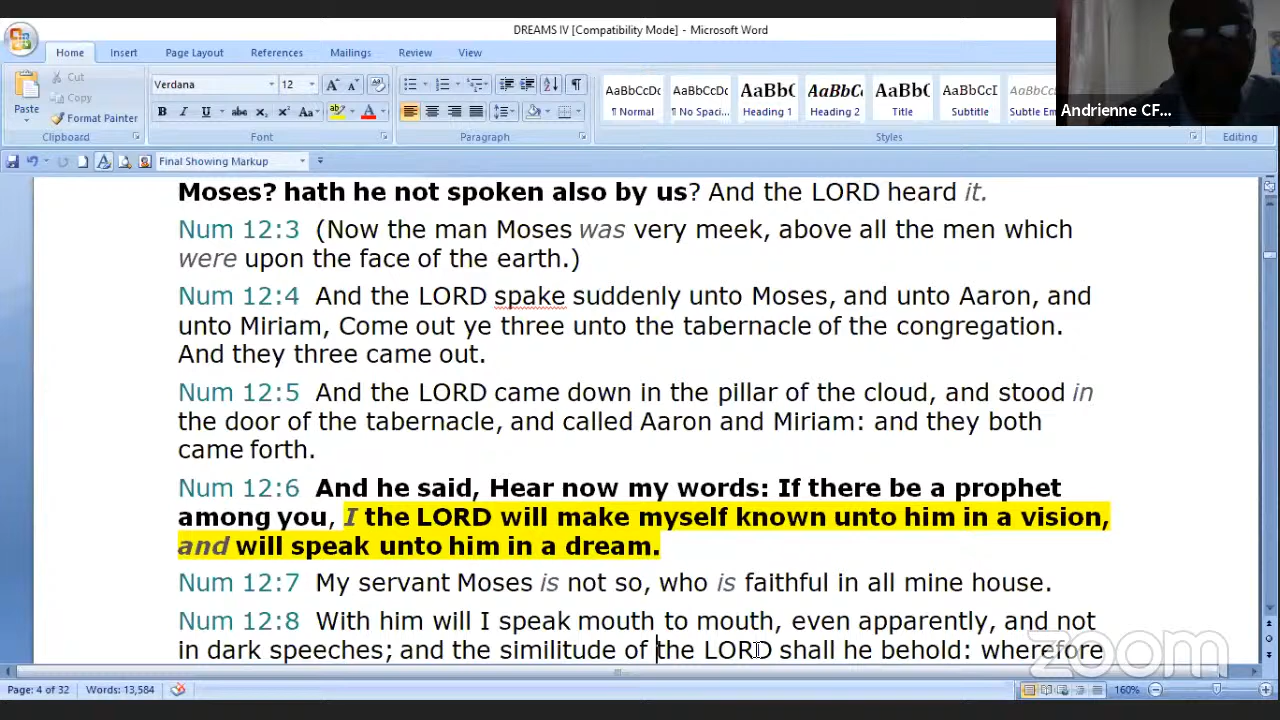 DREAMS IV [Compatibility Mode] - Microsoft Word
Home Insert Page Layout References Mailings Review View
Andrienne CF...
Paste Cut Copy Format Painter Clipboard
Verdana 12 Font
Paragraph
AaBbCcDc ¶ Normal AaBbCcDc ¶ No Spaci... AaBbC Heading 1 AaBbCc Heading 2 AaBbC Title AaBbCcI Subtitle AaBbCcDc Subtle Em Styles
Editing
Final Showing Markup
Moses? hath he not spoken also by us? And the LORD heard it.
Num 12:3 (Now the man Moses was very meek, above all the men which
were upon the face of the earth.)
Num 12:4 And the LORD spake suddenly unto Moses, and unto Aaron, and
unto Miriam, Come out ye three unto the tabernacle of the congregation.
And they three came out.
Num 12:5 And the LORD came down in the pillar of the cloud, and stood in
the door of the tabernacle, and called Aaron and Miriam: and they both
came forth.
Num 12:6 And he said, Hear now my words: If there be a prophet
among you, I the LORD will make myself known unto him in a vision,
and will speak unto him in a dream.
Num 12:7 My servant Moses is not so, who is faithful in all mine house.
Num 12:8 With him will I speak mouth to mouth, even apparently, and not
in dark speeches; and the similitude of the LORD shall he behold: wherefore
zoom
Page: 4 of 32 Words: 13,584 160%